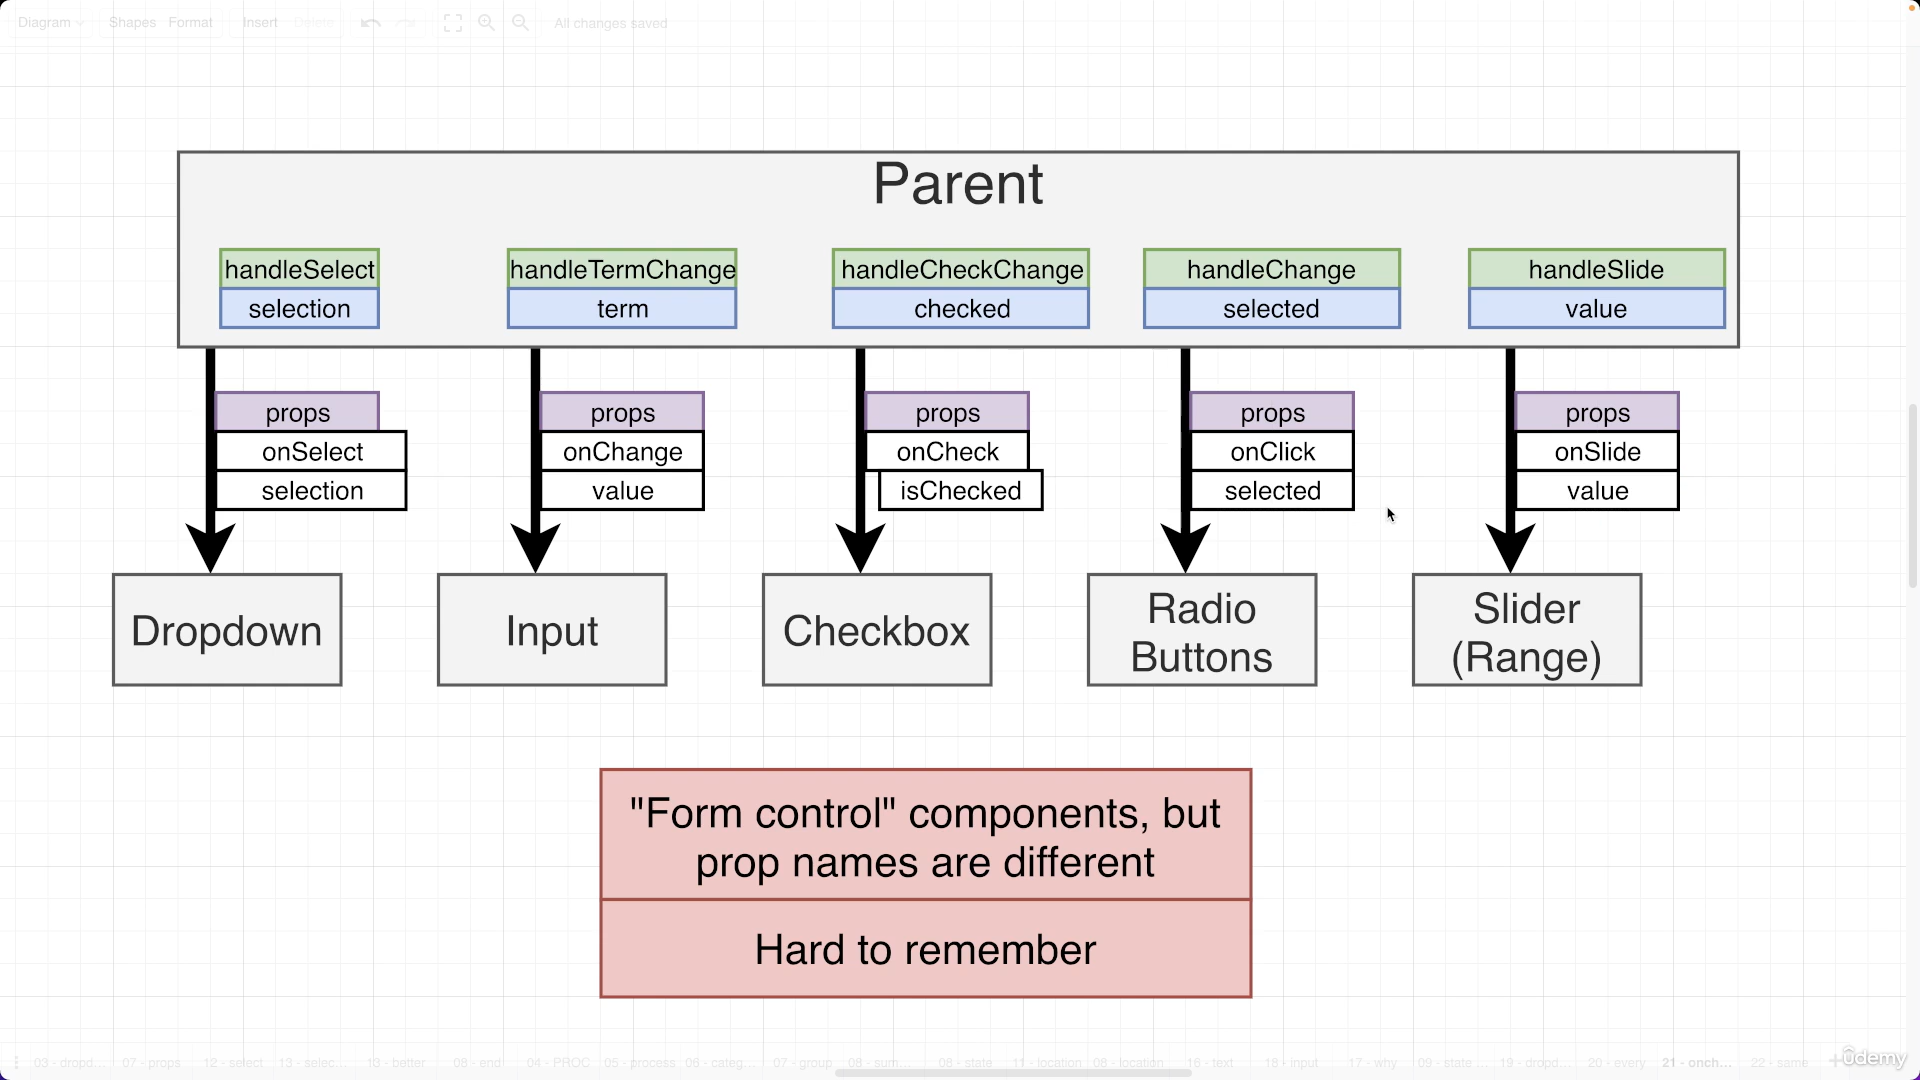 Diagram Shapes Format Insert Delete All changes saved
Parent
handleSelect handleTermChange handleCheckChange handleChange handleSlide
selection term checked selected value
props props props props props
onSelect onChange onCheck onClick onSlide
selection value isChecked selected value
Dropdown Input Checkbox Radio Buttons Slider (Range)
"Form control" components, but
prop names are different
Hard to remember
03 - dropd... 07 - props 12 - select 13 - selec... 13 - better 08 - end 04 - PROC 05 - process 06 - categ... 07 - group 08 - sum... 08 - state 11 - location 08 - location 16 - text 18 - input 17 - why 09 - state ... 19 - dropd... 20 - every 21 - onch... 22 - same
ûdemy